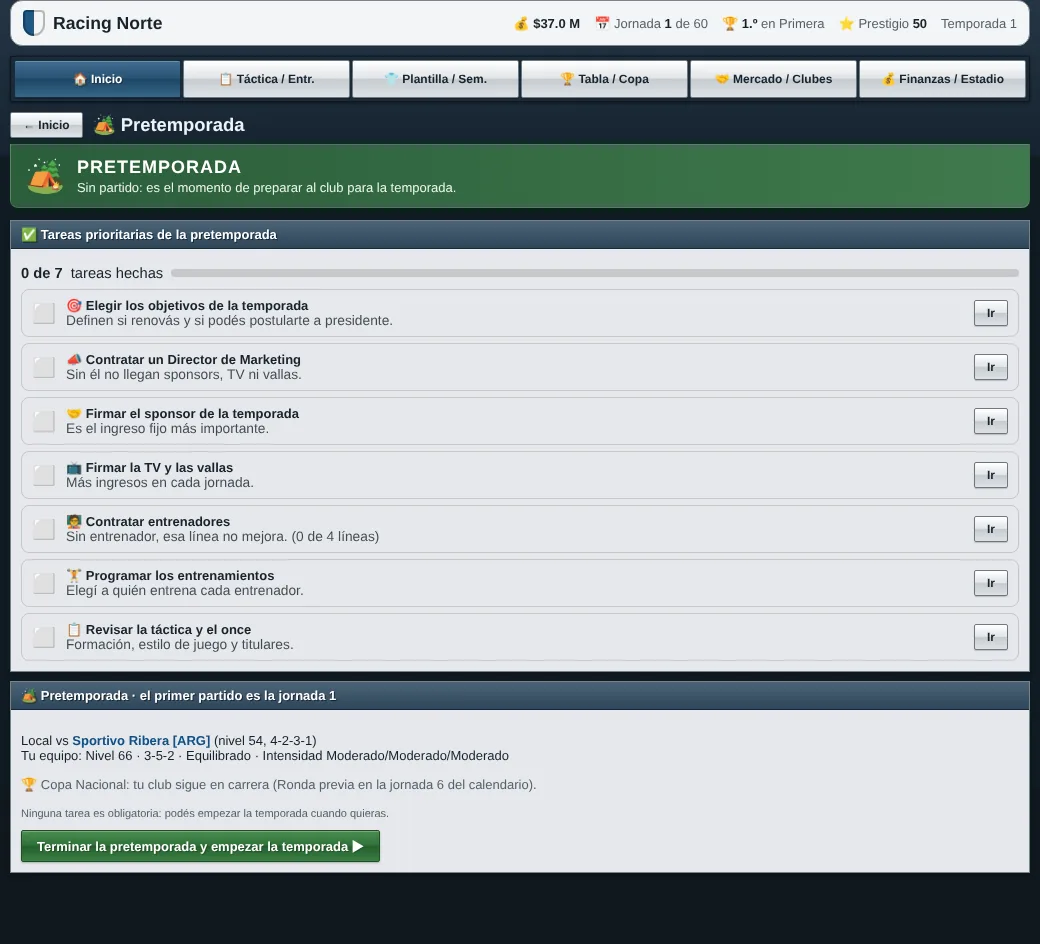 Racing Norte
$37.0 M Jornada 1 de 60 1.º en Primera Prestigio 50 Temporada 1
Inicio Táctica / Entr. Plantilla / Sem. Tabla / Copa Mercado / Clubes Finanzas / Estadio
← Inicio Pretemporada
PRETEMPORADA
Sin partido: es el momento de preparar al club para la temporada.
Tareas prioritarias de la pretemporada
0 de 7 tareas hechas
Elegir los objetivos de la temporada
Definen si renovás y si podés postularte a presidente.
Ir
Contratar un Director de Marketing
Sin él no llegan sponsors, TV ni vallas.
Ir
Firmar el sponsor de la temporada
Es el ingreso fijo más importante.
Ir
Firmar la TV y las vallas
Más ingresos en cada jornada.
Ir
Contratar entrenadores
Sin entrenador, esa línea no mejora. (0 de 4 líneas)
Ir
Programar los entrenamientos
Elegí a quién entrena cada entrenador.
Ir
Revisar la táctica y el once
Formación, estilo de juego y titulares.
Ir
Pretemporada · el primer partido es la jornada 1
Local vs Sportivo Ribera [ARG] (nivel 54, 4-2-3-1)
Tu equipo: Nivel 66 · 3-5-2 · Equilibrado · Intensidad Moderado/Moderado/Moderado
Copa Nacional: tu club sigue en carrera (Ronda previa en la jornada 6 del calendario).
Ninguna tarea es obligatoria: podés empezar la temporada cuando quieras.
Terminar la pretemporada y empezar la temporada ▶